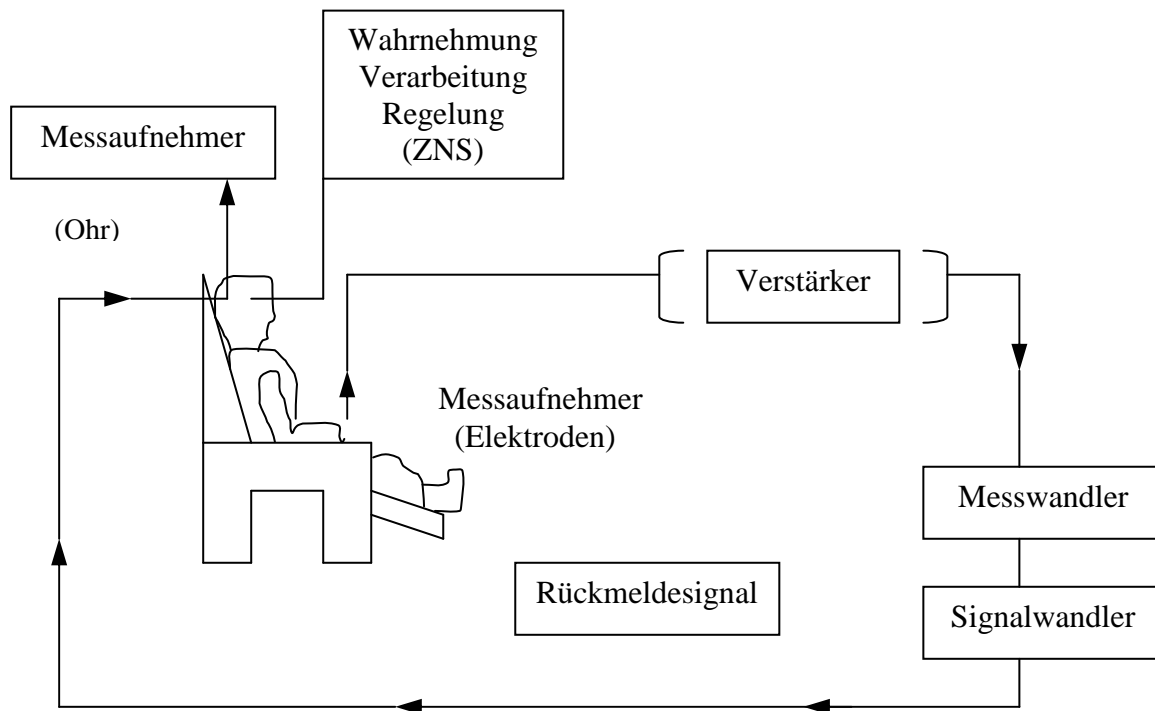 Wahrnehmung
Verarbeitung
Regelung
(ZNS)
Messaufnehmer
(Ohr)
Verstärker
Messaufnehmer
(Elektroden)
Messwandler
Rückmeldesignal
Signalwandler